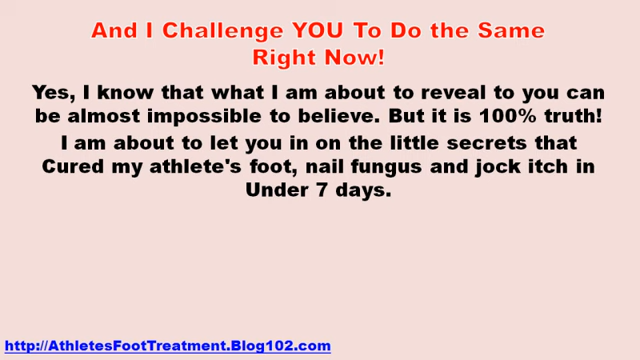 And I Challenge YOU To Do the Same
Right Now!
Yes, I know that what I am about to reveal to you can
be almost impossible to believe. But it is 100% truth!
I am about to let you in on the little secrets that
Cured my athlete's foot, nail fungus and jock itch in
Under 7 days.
http://AthletesFootTreatment.Blog102.com